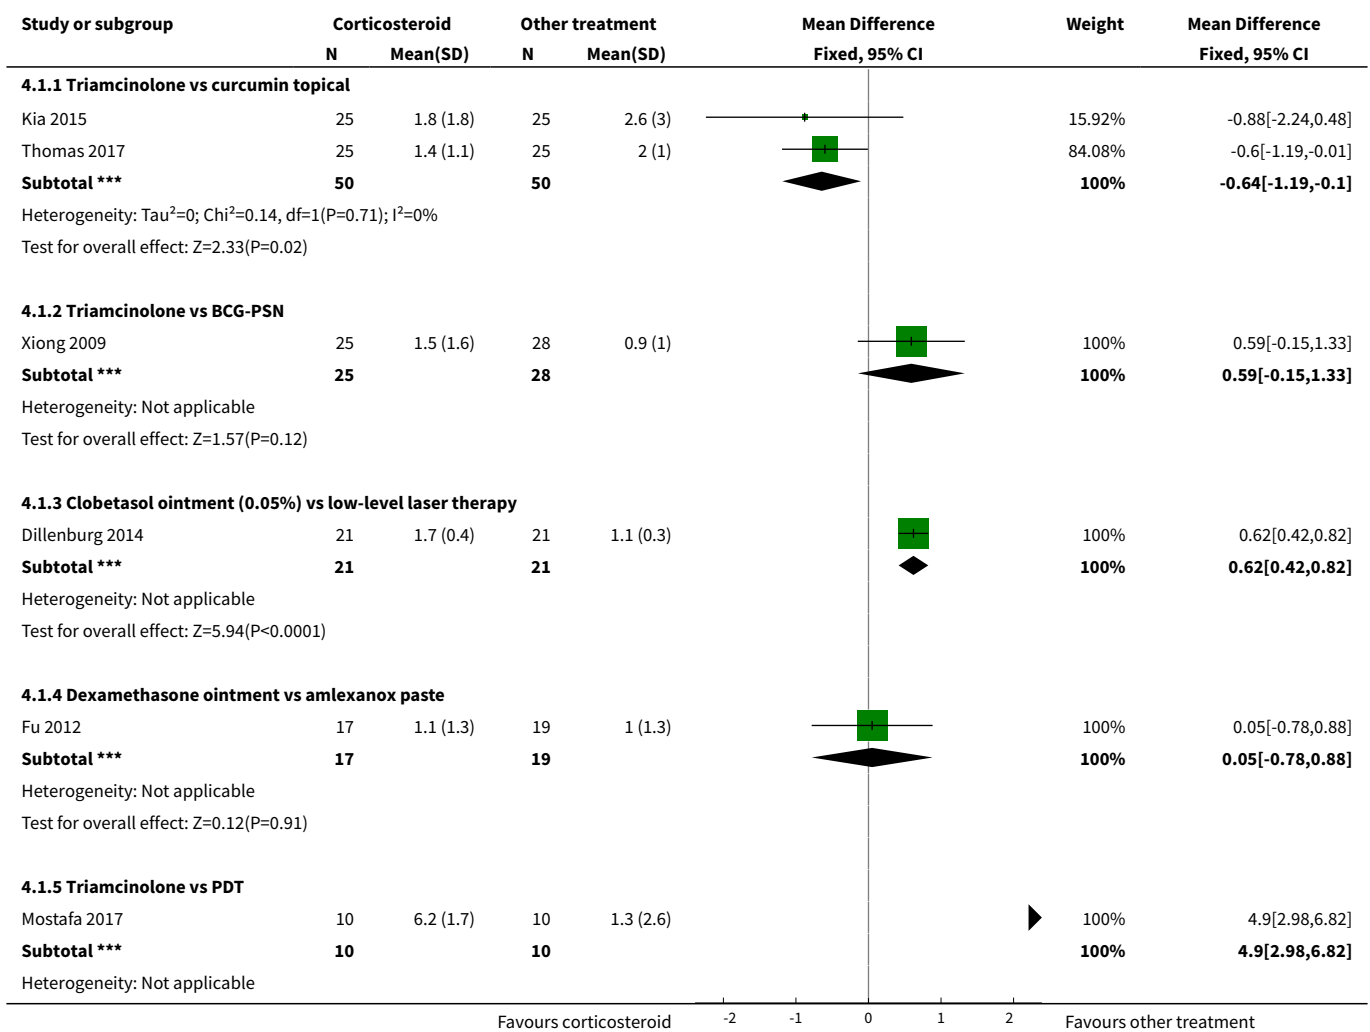 Study or subgroup Corticosteroid Other treatment Mean Difference Weight Mean Difference
N Mean(SD) N Mean(SD) Fixed, 95% CI Fixed, 95% CI
4.1.1 Triamcinolone vs curcumin topical
Kia 2015 25 1.8 (1.8) 25 2.6 (3) 15.92% -0.88[-2.24,0.48]
Thomas 2017 25 1.4 (1.1) 25 2 (1) 84.08% -0.6[-1.19,-0.01]
Subtotal *** 50 50 100% -0.64[-1.19,-0.1]
Heterogeneity: Tau²=0; Chi²=0.14, df=1(P=0.71); I²=0%
Test for overall effect: Z=2.33(P=0.02)
4.1.2 Triamcinolone vs BCG-PSN
Xiong 2009 25 1.5 (1.6) 28 0.9 (1) 100% 0.59[-0.15,1.33]
Subtotal *** 25 28 100% 0.59[-0.15,1.33]
Heterogeneity: Not applicable
Test for overall effect: Z=1.57(P=0.12)
4.1.3 Clobetasol ointment (0.05%) vs low-level laser therapy
Dillenburg 2014 21 1.7 (0.4) 21 1.1 (0.3) 100% 0.62[0.42,0.82]
Subtotal *** 21 21 100% 0.62[0.42,0.82]
Heterogeneity: Not applicable
Test for overall effect: Z=5.94(P<0.0001)
4.1.4 Dexamethasone ointment vs amlexanox paste
Fu 2012 17 1.1 (1.3) 19 1 (1.3) 100% 0.05[-0.78,0.88]
Subtotal *** 17 19 100% 0.05[-0.78,0.88]
Heterogeneity: Not applicable
Test for overall effect: Z=0.12(P=0.91)
4.1.5 Triamcinolone vs PDT
Mostafa 2017 10 6.2 (1.7) 10 1.3 (2.6) 100% 4.9[2.98,6.82]
Subtotal *** 10 10 100% 4.9[2.98,6.82]
Heterogeneity: Not applicable
Favours corticosteroid -2 -1 0 1 2 Favours other treatment